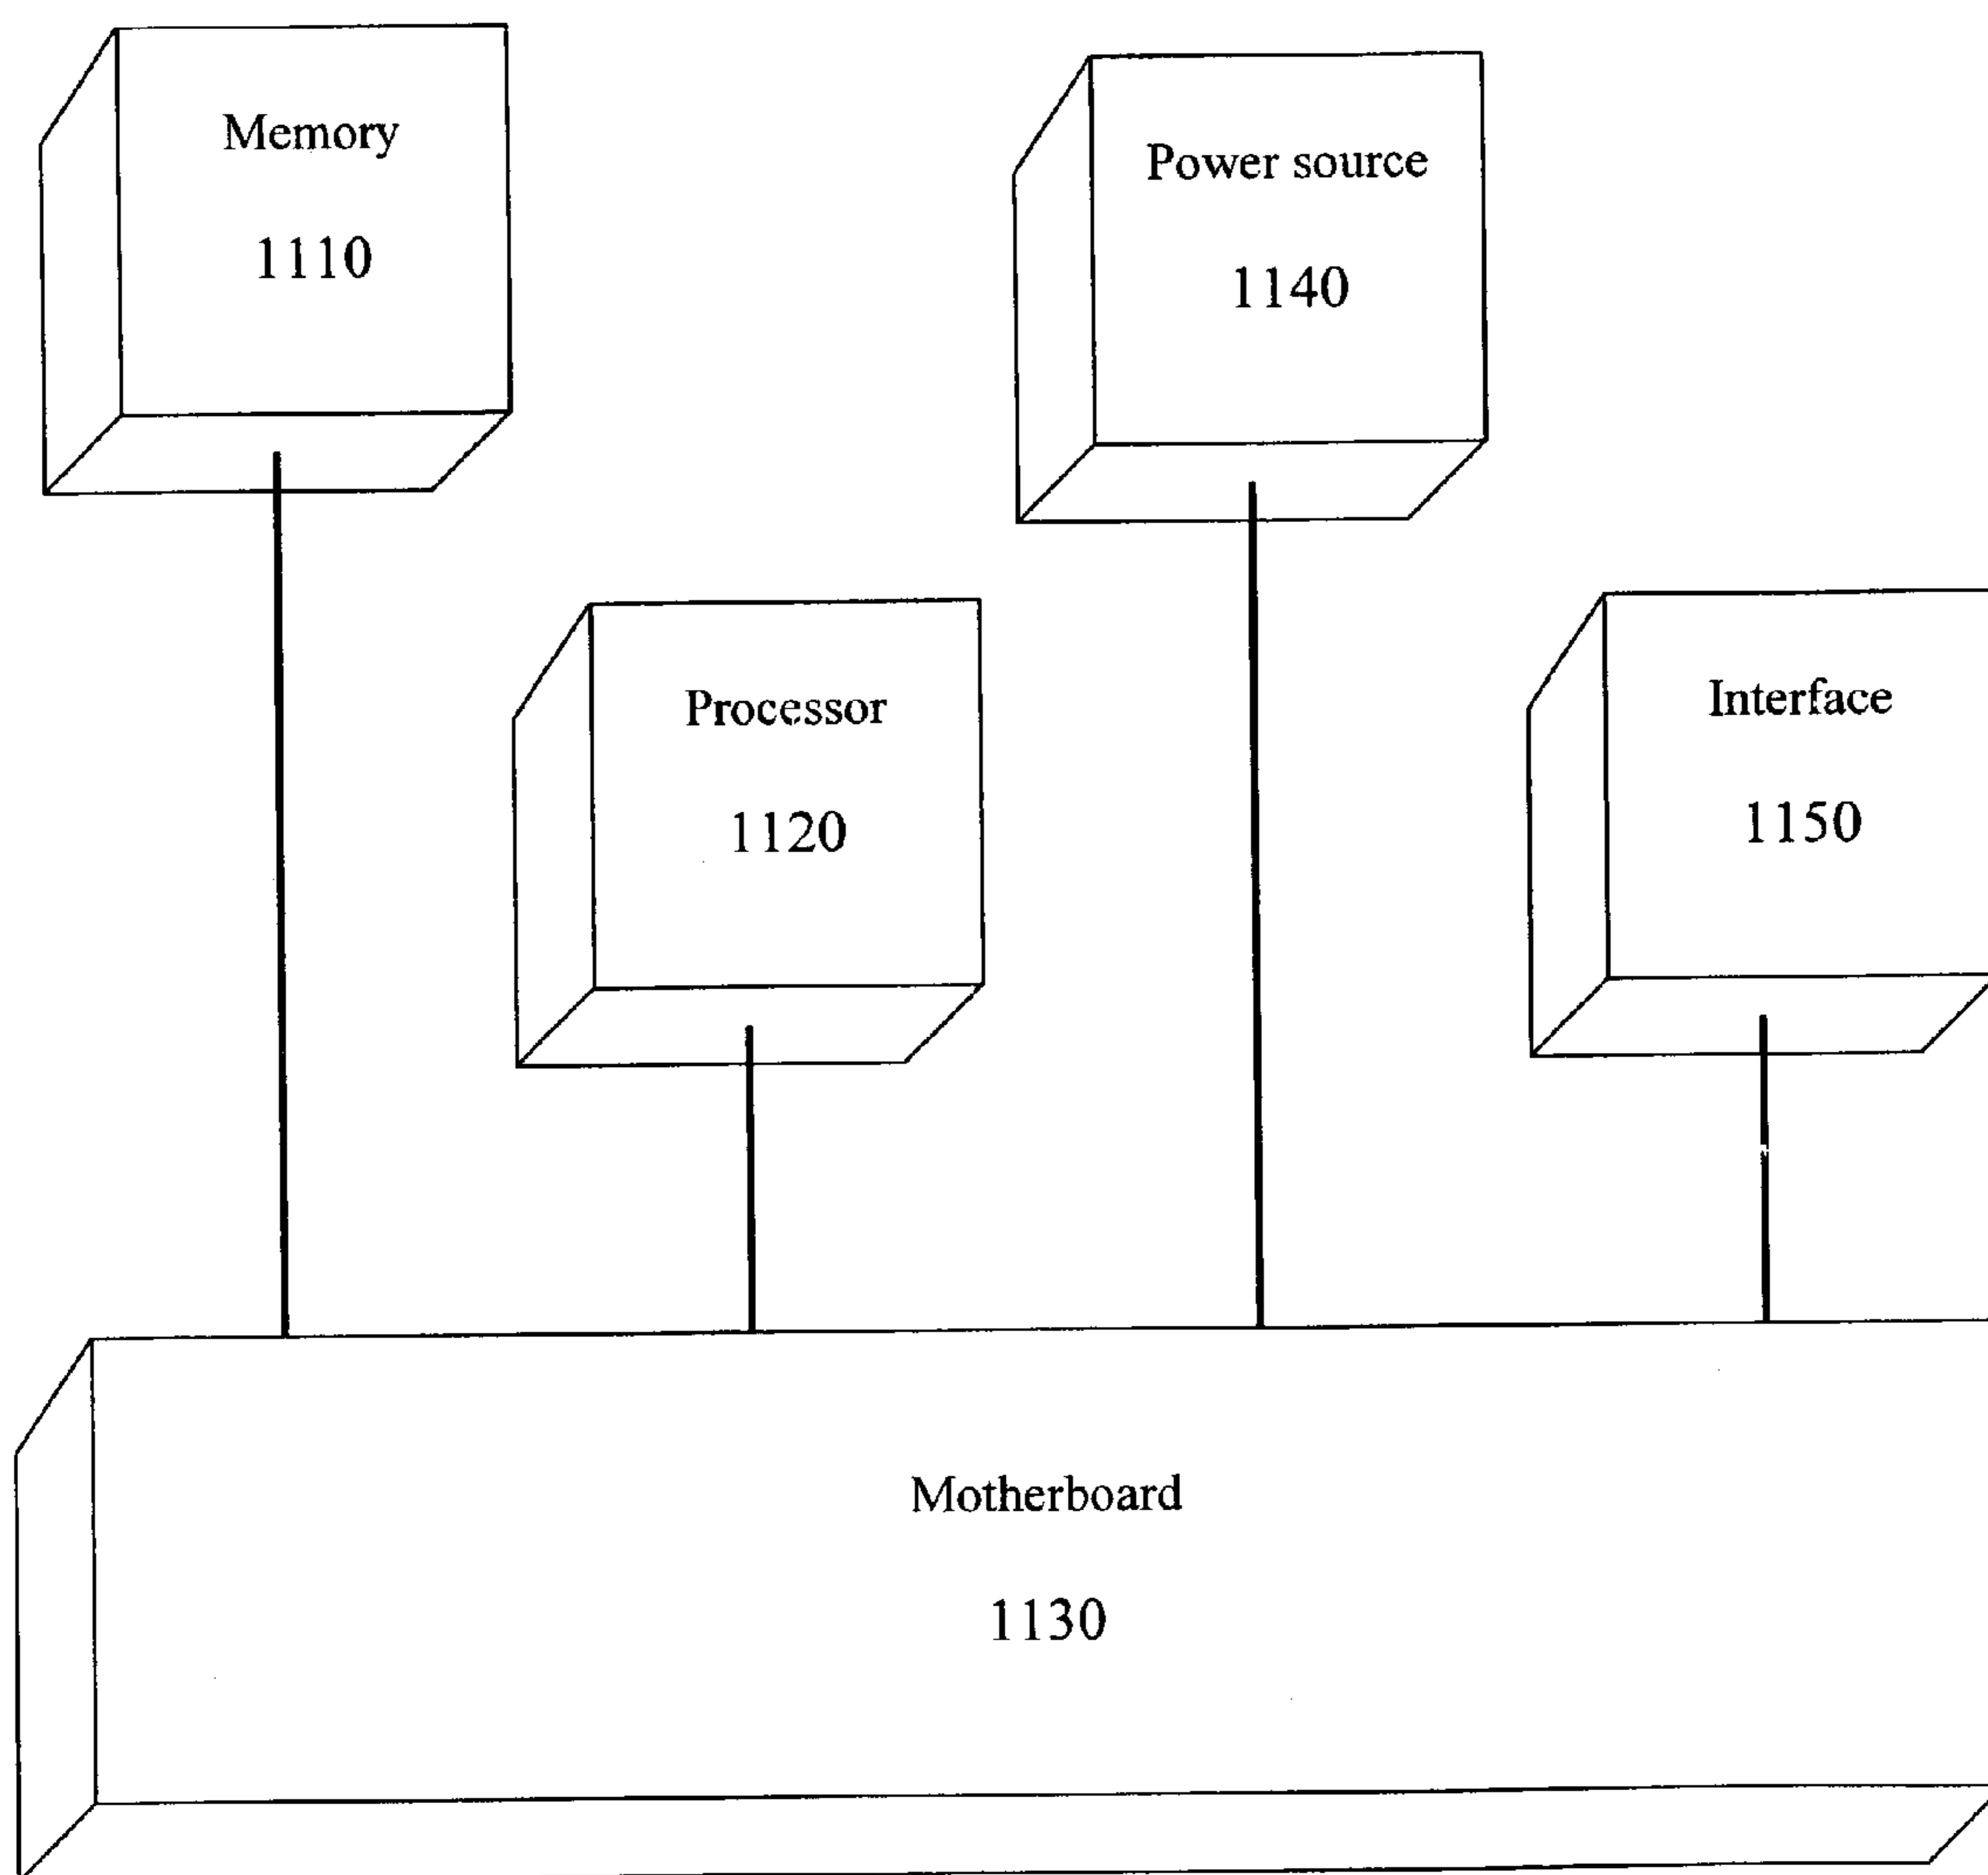 Memory
1110
Power source
1140
Processor
1120
Interface
1150
Motherboard
1130